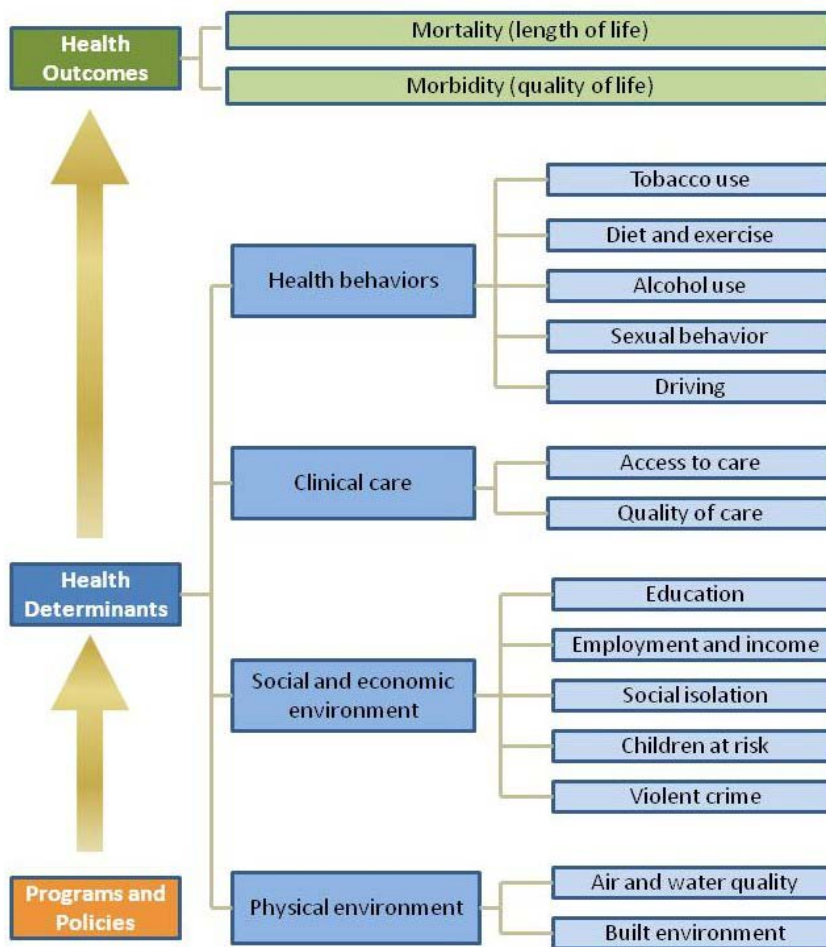 Health
Outcomes
Mortality (length of life)
Morbidity (quality of life)
Health
Determinants
Health behaviors
Tobacco use
Diet and exercise
Alcohol use
Sexual behavior
Driving
Clinical care
Access to care
Quality of care
Social and economic
environment
Education
Employment and income
Social isolation
Children at risk
Violent crime
Physical environment
Air and water quality
Built environment
Programs and
Policies